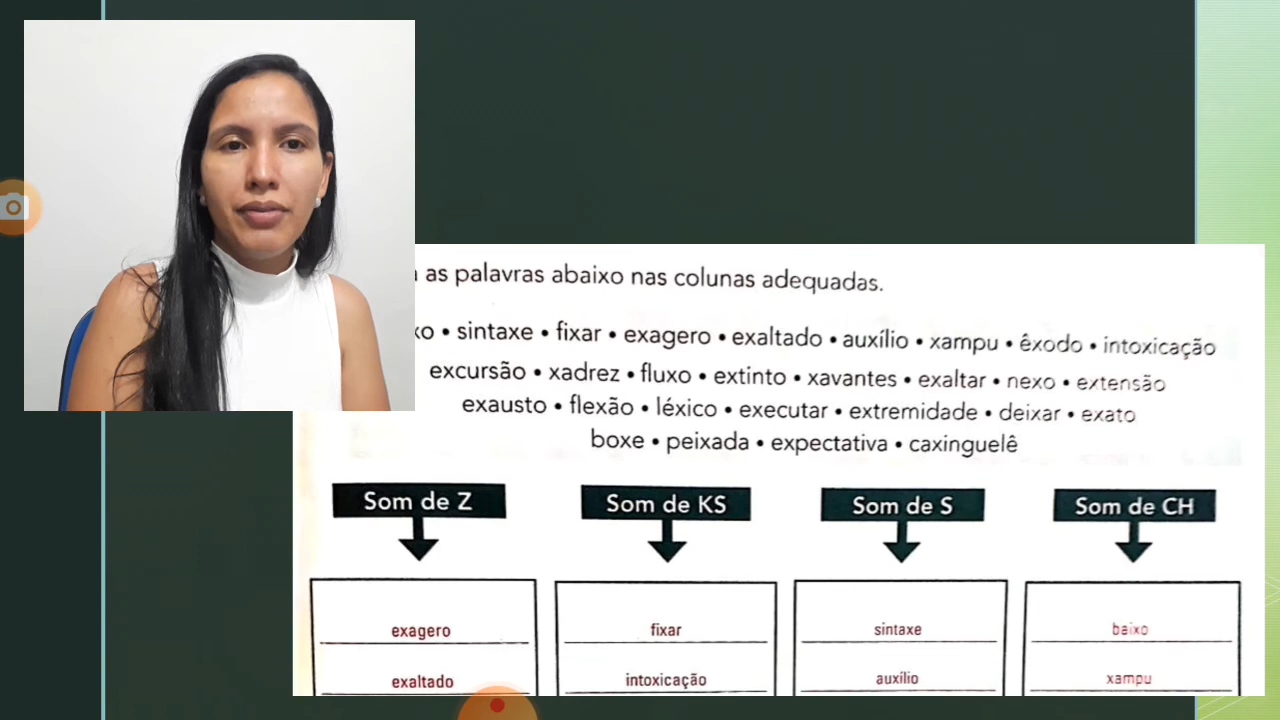 as palavras abaixo nas colunas adequadas.
• sintaxe • fixar • exagero • exaltado • auxílio • xampu • êxodo • intoxicação
excursão • xadrez • fluxo • extinto • xavantes • exaltar • nexo • extensão
exausto • flexão • léxico • executar • extremidade • deixar • exato
boxe • peixada • expectativa • caxinguelê
Som de Z Som de KS Som de S Som de CH
exagero fixar sintaxe baixo
exaltado intoxicação auxílio xampu